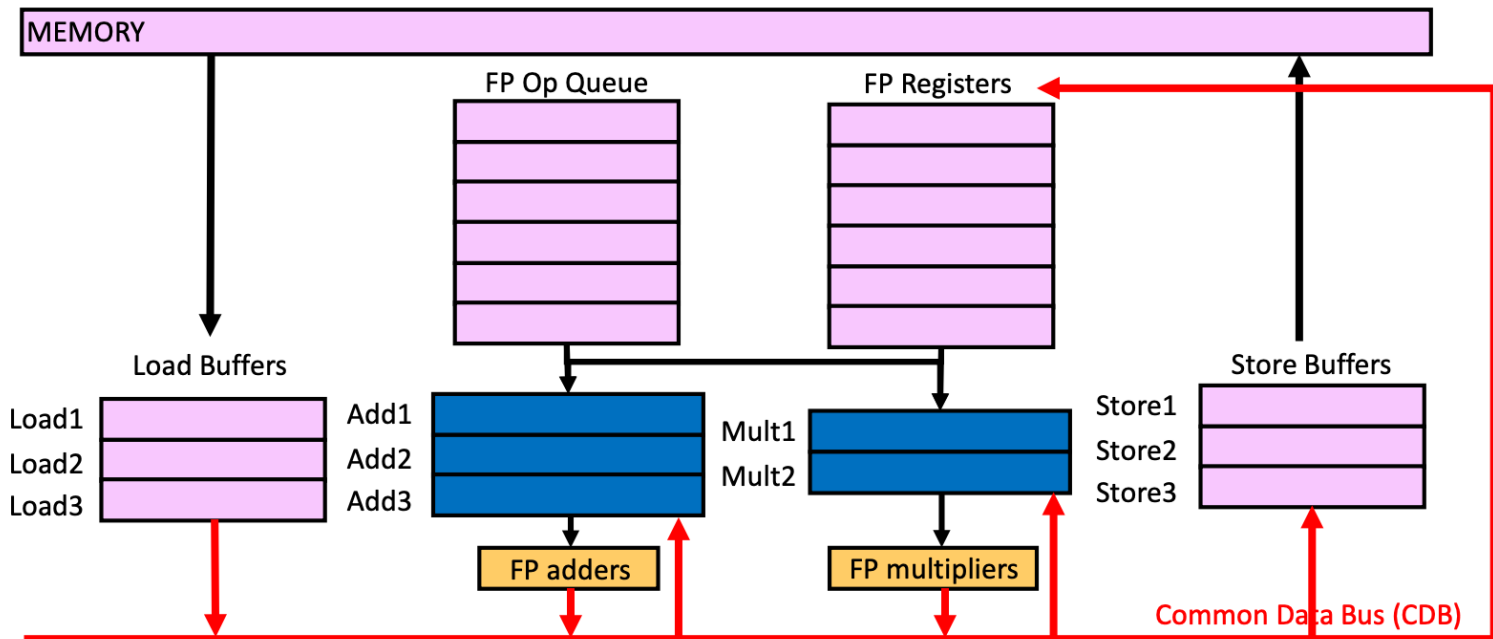 MEMORY
FP Op Queue
FP Registers
Load Buffers
Store Buffers
Load1
Load2
Load3
Add1
Add2
Add3
Mult1
Mult2
Store1
Store2
Store3
FP adders
FP multipliers
Common Data Bus (CDB)